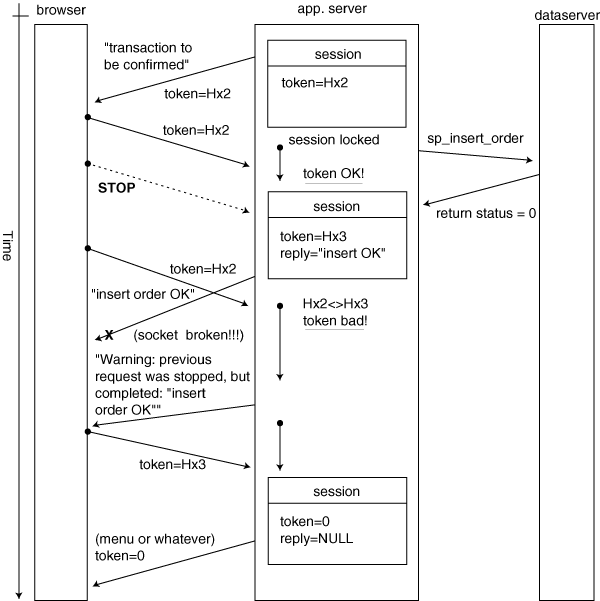 browser
app. server
dataserver
"transaction to
be confirmed"
session
token=Hx2
token=Hx2
token=Hx2
session locked
sp_insert_order
token OK!
STOP
session
return status = 0
Time
token=Hx3
reply="insert OK"
token=Hx2
"insert order OK"
Hx2<>Hx3
token bad!
X (socket broken!!!)
"Warning: previous
request was stopped, but
completed: "insert
order OK""
token=Hx3
session
token=0
reply=NULL
(menu or whatever)
token=0